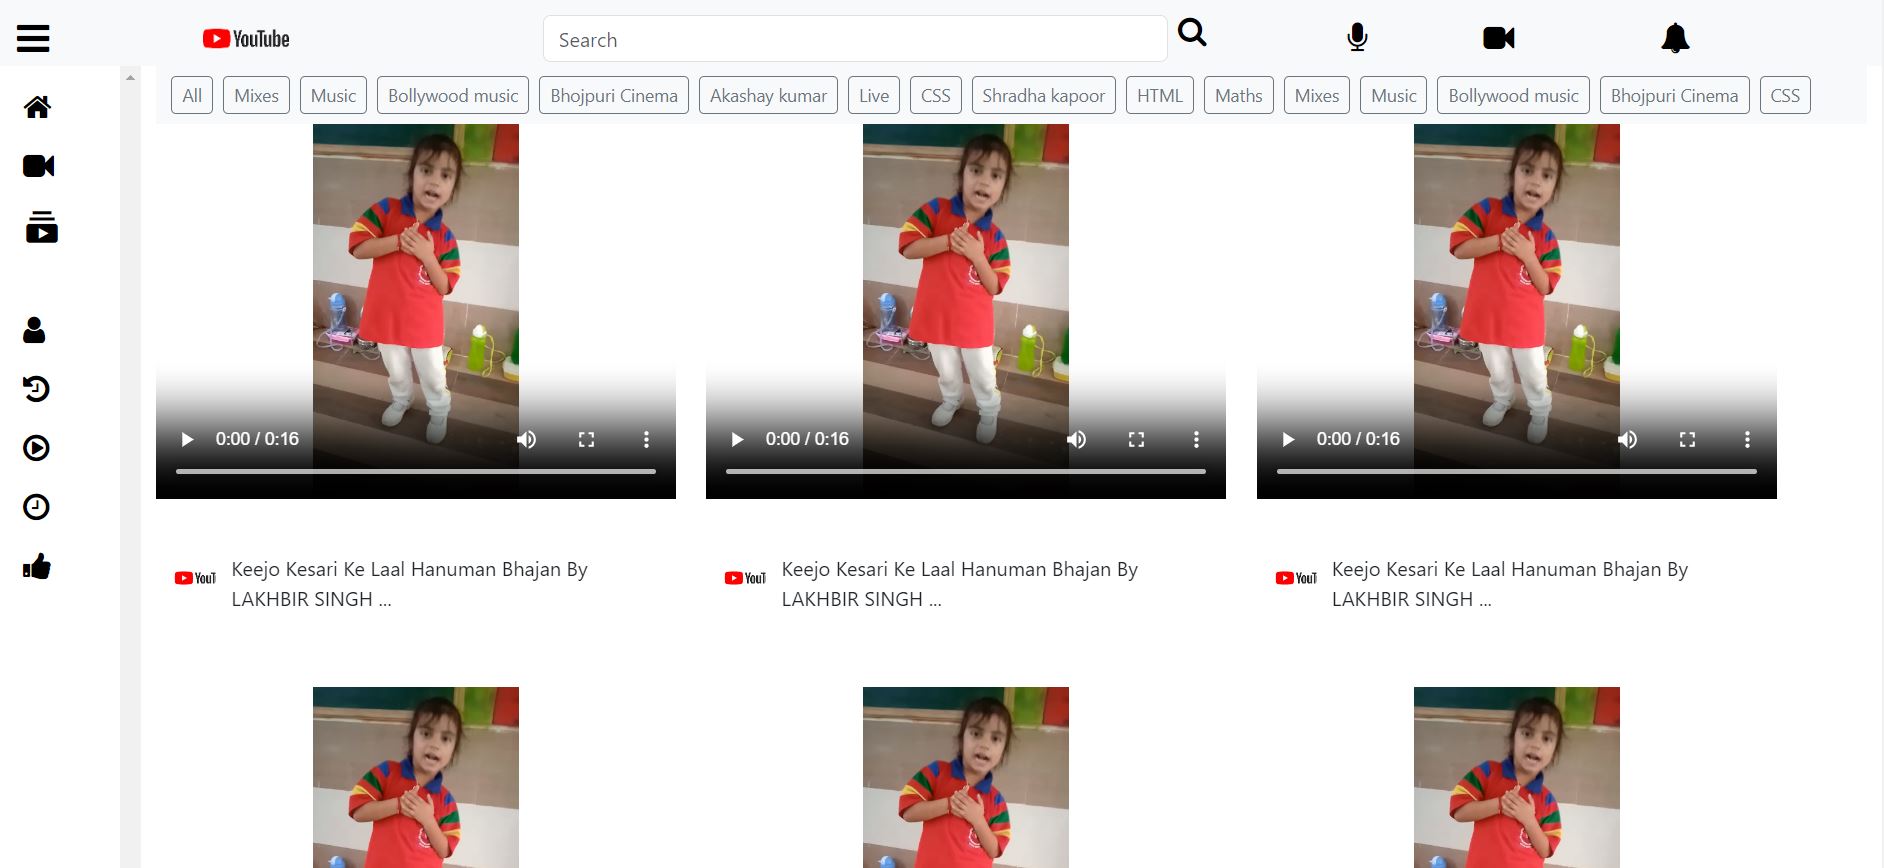 YouTube
Search
All Mixes Music Bollywood music Bhojpuri Cinema Akashay kumar Live CSS Shradha kapoor HTML Maths Mixes Music Bollywood music Bhojpuri Cinema CSS
0:00 / 0:16
0:00 / 0:16
0:00 / 0:16
YouT
Keejo Kesari Ke Laal Hanuman Bhajan By
LAKHBIR SINGH ...
YouT
Keejo Kesari Ke Laal Hanuman Bhajan By
LAKHBIR SINGH ...
YouT
Keejo Kesari Ke Laal Hanuman Bhajan By
LAKHBIR SINGH ...